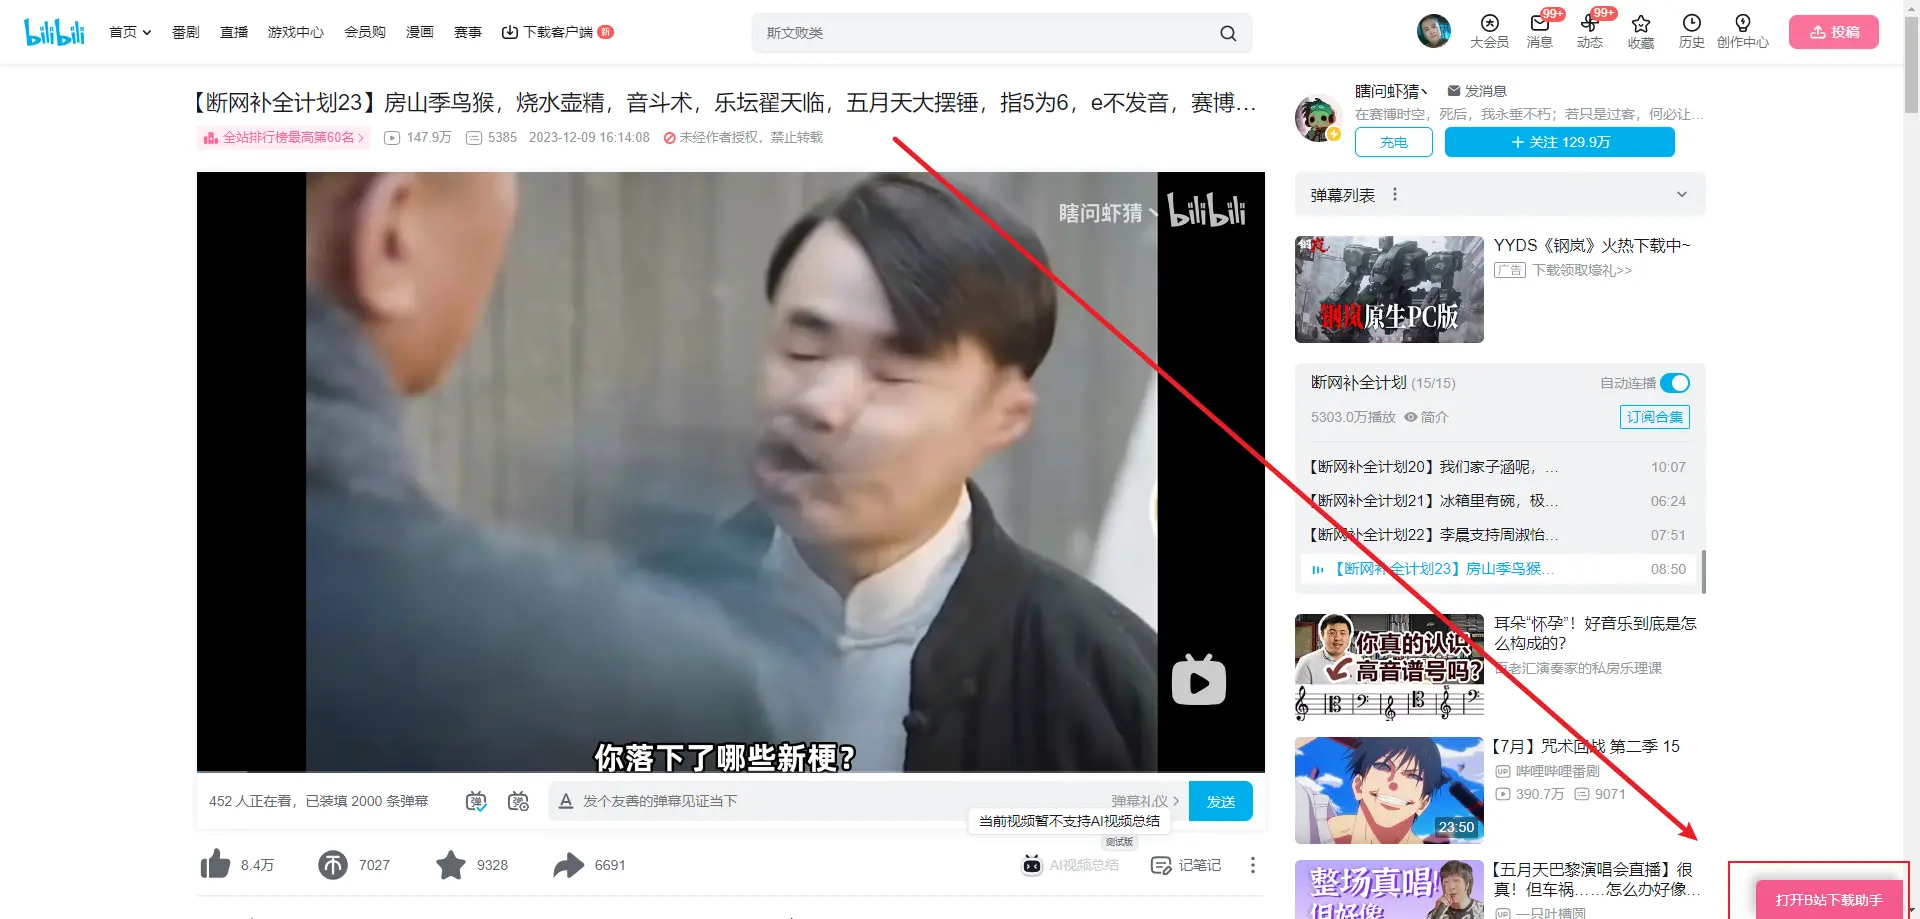 bilibili
首页
番剧
直播
游戏中心
会员购
漫画
赛事
下载客户端
新
斯文败类
大会员
99+
消息
99+
动态
收藏
历史
创作中心
投稿
【断网补全计划23】房山季鸟猴，烧水壶精，音斗术，乐坛翟天临，五月天大摆锤，指5为6，e不发音，赛博…
全站排行榜最高第60名 >
147.9万
5385
2023-12-09 16:14:08
未经作者授权，禁止转载
瞎问虾猜丶
发消息
在赛博时空，死后，我永垂不朽；若只是过客，何必让…
充电
+ 关注 129.9万
瞎问虾猜丶
bilibili
你落下了哪些新梗？
弹幕列表
钢岚
钢岚原生PC版
YYDS《钢岚》火热下载中~
广告
下载领取壕礼>>
断网补全计划 (15/15)
自动连播
5303.0万播放
简介
订阅合集
【断网补全计划20】我们家子涵呢，…
10:07
【断网补全计划21】冰箱里有碗，极…
06:24
【断网补全计划22】李晨支持周淑怡…
07:51
【断网补全计划23】房山季鸟猴…
08:50
你真的认识
高音谱号吗?
耳朵“怀孕”！好音乐到底是怎
么构成的?
老汇演奏家的私房乐理课
23:50
【7月】咒术回战 第二季 15
UP 哔哩哔哩番剧
390.7万
9071
整场真唱!
但好像
【五月天巴黎演唱会直播】很
真！但车祸……怎么办好像…
UP 一只吐槽圆
打开B站下载助手
452 人正在看，已装填 2000 条弹幕
弹
弹
A
发个友善的弹幕见证当下
弹幕礼仪 >
发送
当前视频暂不支持AI视频总结
测试版
8.4万
7027
9328
6691
AI视频总结
记笔记